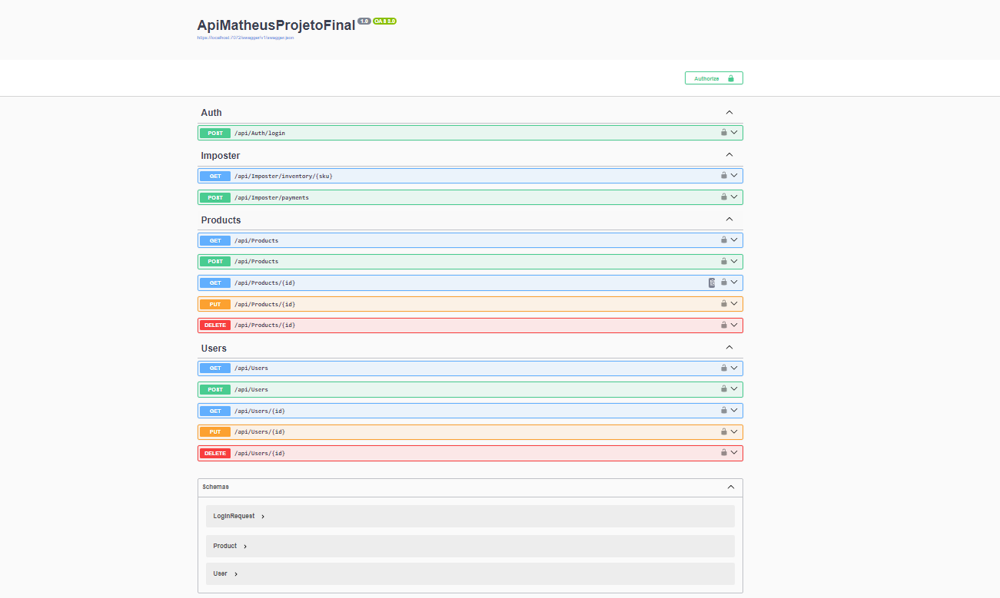 ApiMatheusProjetoFinal 1.0 OAS 3.0
https://localhost:7072/swagger/v1/swagger.json
Authorize
Auth
POST /api/Auth/login
Imposter
GET /api/Imposter/inventory/{sku}
POST /api/Imposter/payments
Products
GET /api/Products
POST /api/Products
GET /api/Products/{id}
PUT /api/Products/{id}
DELETE /api/Products/{id}
Users
GET /api/Users
POST /api/Users
GET /api/Users/{id}
PUT /api/Users/{id}
DELETE /api/Users/{id}
Schemas
LoginRequest
Product
User